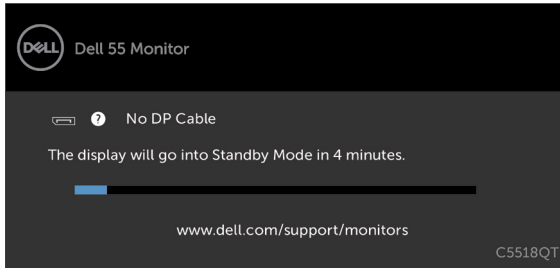 DELL
Dell 55 Monitor
? No DP Cable
The display will go into Standby Mode in 4 minutes.
www.dell.com/support/monitors
C5518QT